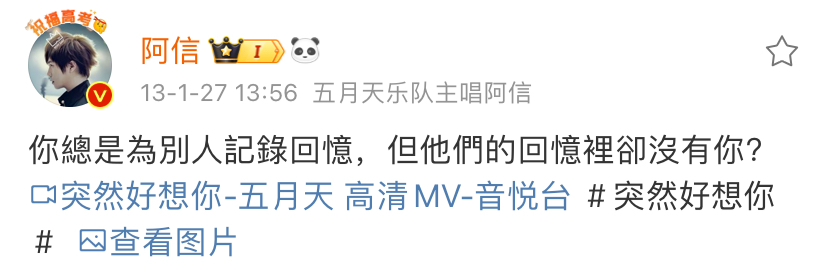 祝福高考
阿信 I
13-1-27 13:56 五月天乐队主唱阿信
你總是為別人記錄回憶，但他們的回憶裡卻沒有你？
突然好想你-五月天 高清MV-音悦台 #突然好想你
# 查看图片